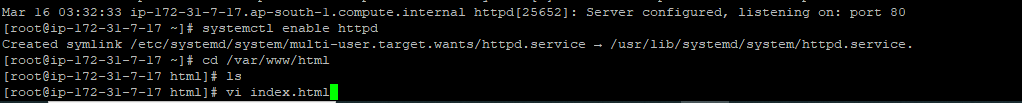 Mar 16 03:32:33 ip-172-31-7-17.ap-south-1.compute.internal httpd[25652]: Server configured, listening on: port 80
[root@ip-172-31-7-17 ~]# systemctl enable httpd
Created symlink /etc/systemd/system/multi-user.target.wants/httpd.service → /usr/lib/systemd/system/httpd.service.
[root@ip-172-31-7-17 ~]# cd /var/www/html
[root@ip-172-31-7-17 html]# ls
[root@ip-172-31-7-17 html]# vi index.html